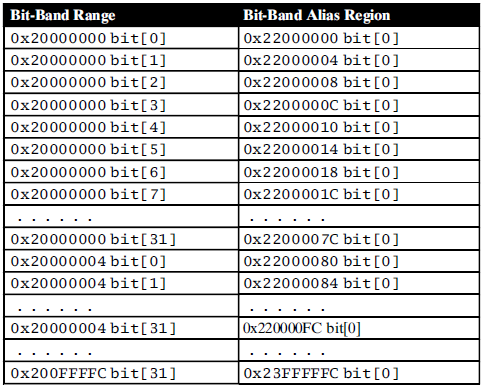 Bit-Band Range Bit-Band Alias Region
0x20000000 bit[0] 0x22000000 bit[0]
0x20000000 bit[1] 0x22000004 bit[0]
0x20000000 bit[2] 0x22000008 bit[0]
0x20000000 bit[3] 0x2200000C bit[0]
0x20000000 bit[4] 0x22000010 bit[0]
0x20000000 bit[5] 0x22000014 bit[0]
0x20000000 bit[6] 0x22000018 bit[0]
0x20000000 bit[7] 0x2200001C bit[0]
. . . . . . . . . . . .
0x20000000 bit[31] 0x2200007C bit[0]
0x20000004 bit[0] 0x22000080 bit[0]
0x20000004 bit[1] 0x22000084 bit[0]
. . . . . . . . . . . .
0x20000004 bit[31] 0x220000FC bit[0]
. . . . . . . . . . . .
0x200FFFFC bit[31] 0x23FFFFFC bit[0]